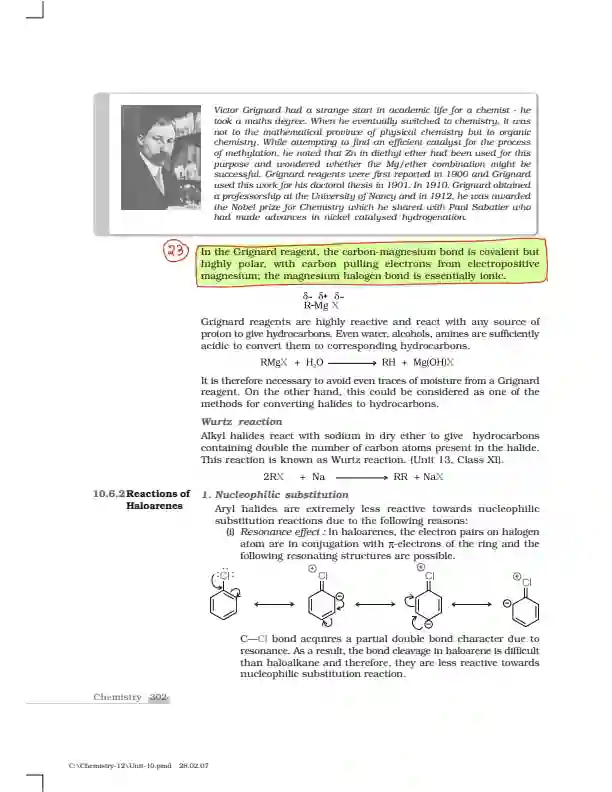 Victor Grignard had a strange start in academic life for a chemist - he
took a maths degree. When he eventually switched to chemistry, it was
not to the mathematical province of physical chemistry but to organic
chemistry. While attempting to find an efficient catalyst for the process
of methylation, he noted that Zn in diethyl ether had been used for this
purpose and wondered whether the Mg/ether combination might be
successful. Grignard reagents were first reported in 1900 and Grignard
used this work for his doctoral thesis in 1901. In 1910, Grignard obtained
a professorship at the University of Nancy and in 1912, he was awarded
the Nobel prize for Chemistry which he shared with Paul Sabatier who
had made advances in nickel catalysed hydrogenation.
23
In the Grignard reagent, the carbon-magnesium bond is covalent but
highly polar, with carbon pulling electrons from electropositive
magnesium; the magnesium halogen bond is essentially ionic.
δ– δ+ δ–
R-Mg X
Grignard reagents are highly reactive and react with any source of
proton to give hydrocarbons. Even water, alcohols, amines are sufficiently
acidic to convert them to corresponding hydrocarbons.
RMgX + H₂O ⟶ RH + Mg(OH)X
It is therefore necessary to avoid even traces of moisture from a Grignard
reagent. On the other hand, this could be considered as one of the
methods for converting halides to hydrocarbons.
Wurtz reaction
Alkyl halides react with sodium in dry ether to give hydrocarbons
containing double the number of carbon atoms present in the halide.
This reaction is known as Wurtz reaction. (Unit 13, Class XI).
2RX + Na ⟶ RR + NaX
10.6.2 Reactions of
Haloarenes
1. Nucleophilic substitution
Aryl halides are extremely less reactive towards nucleophilic
substitution reactions due to the following reasons:
(i) Resonance effect : In haloarenes, the electron pairs on halogen
atom are in conjugation with π-electrons of the ring and the
following resonating structures are possible.
:Cl: Cl Cl Cl
C—Cl bond acquires a partial double bond character due to
resonance. As a result, the bond cleavage in haloarene is difficult
than haloalkane and therefore, they are less reactive towards
nucleophilic substitution reaction.
Chemistry 302
C:\Chemistry-12\Unit-10.pmd 28.02.07